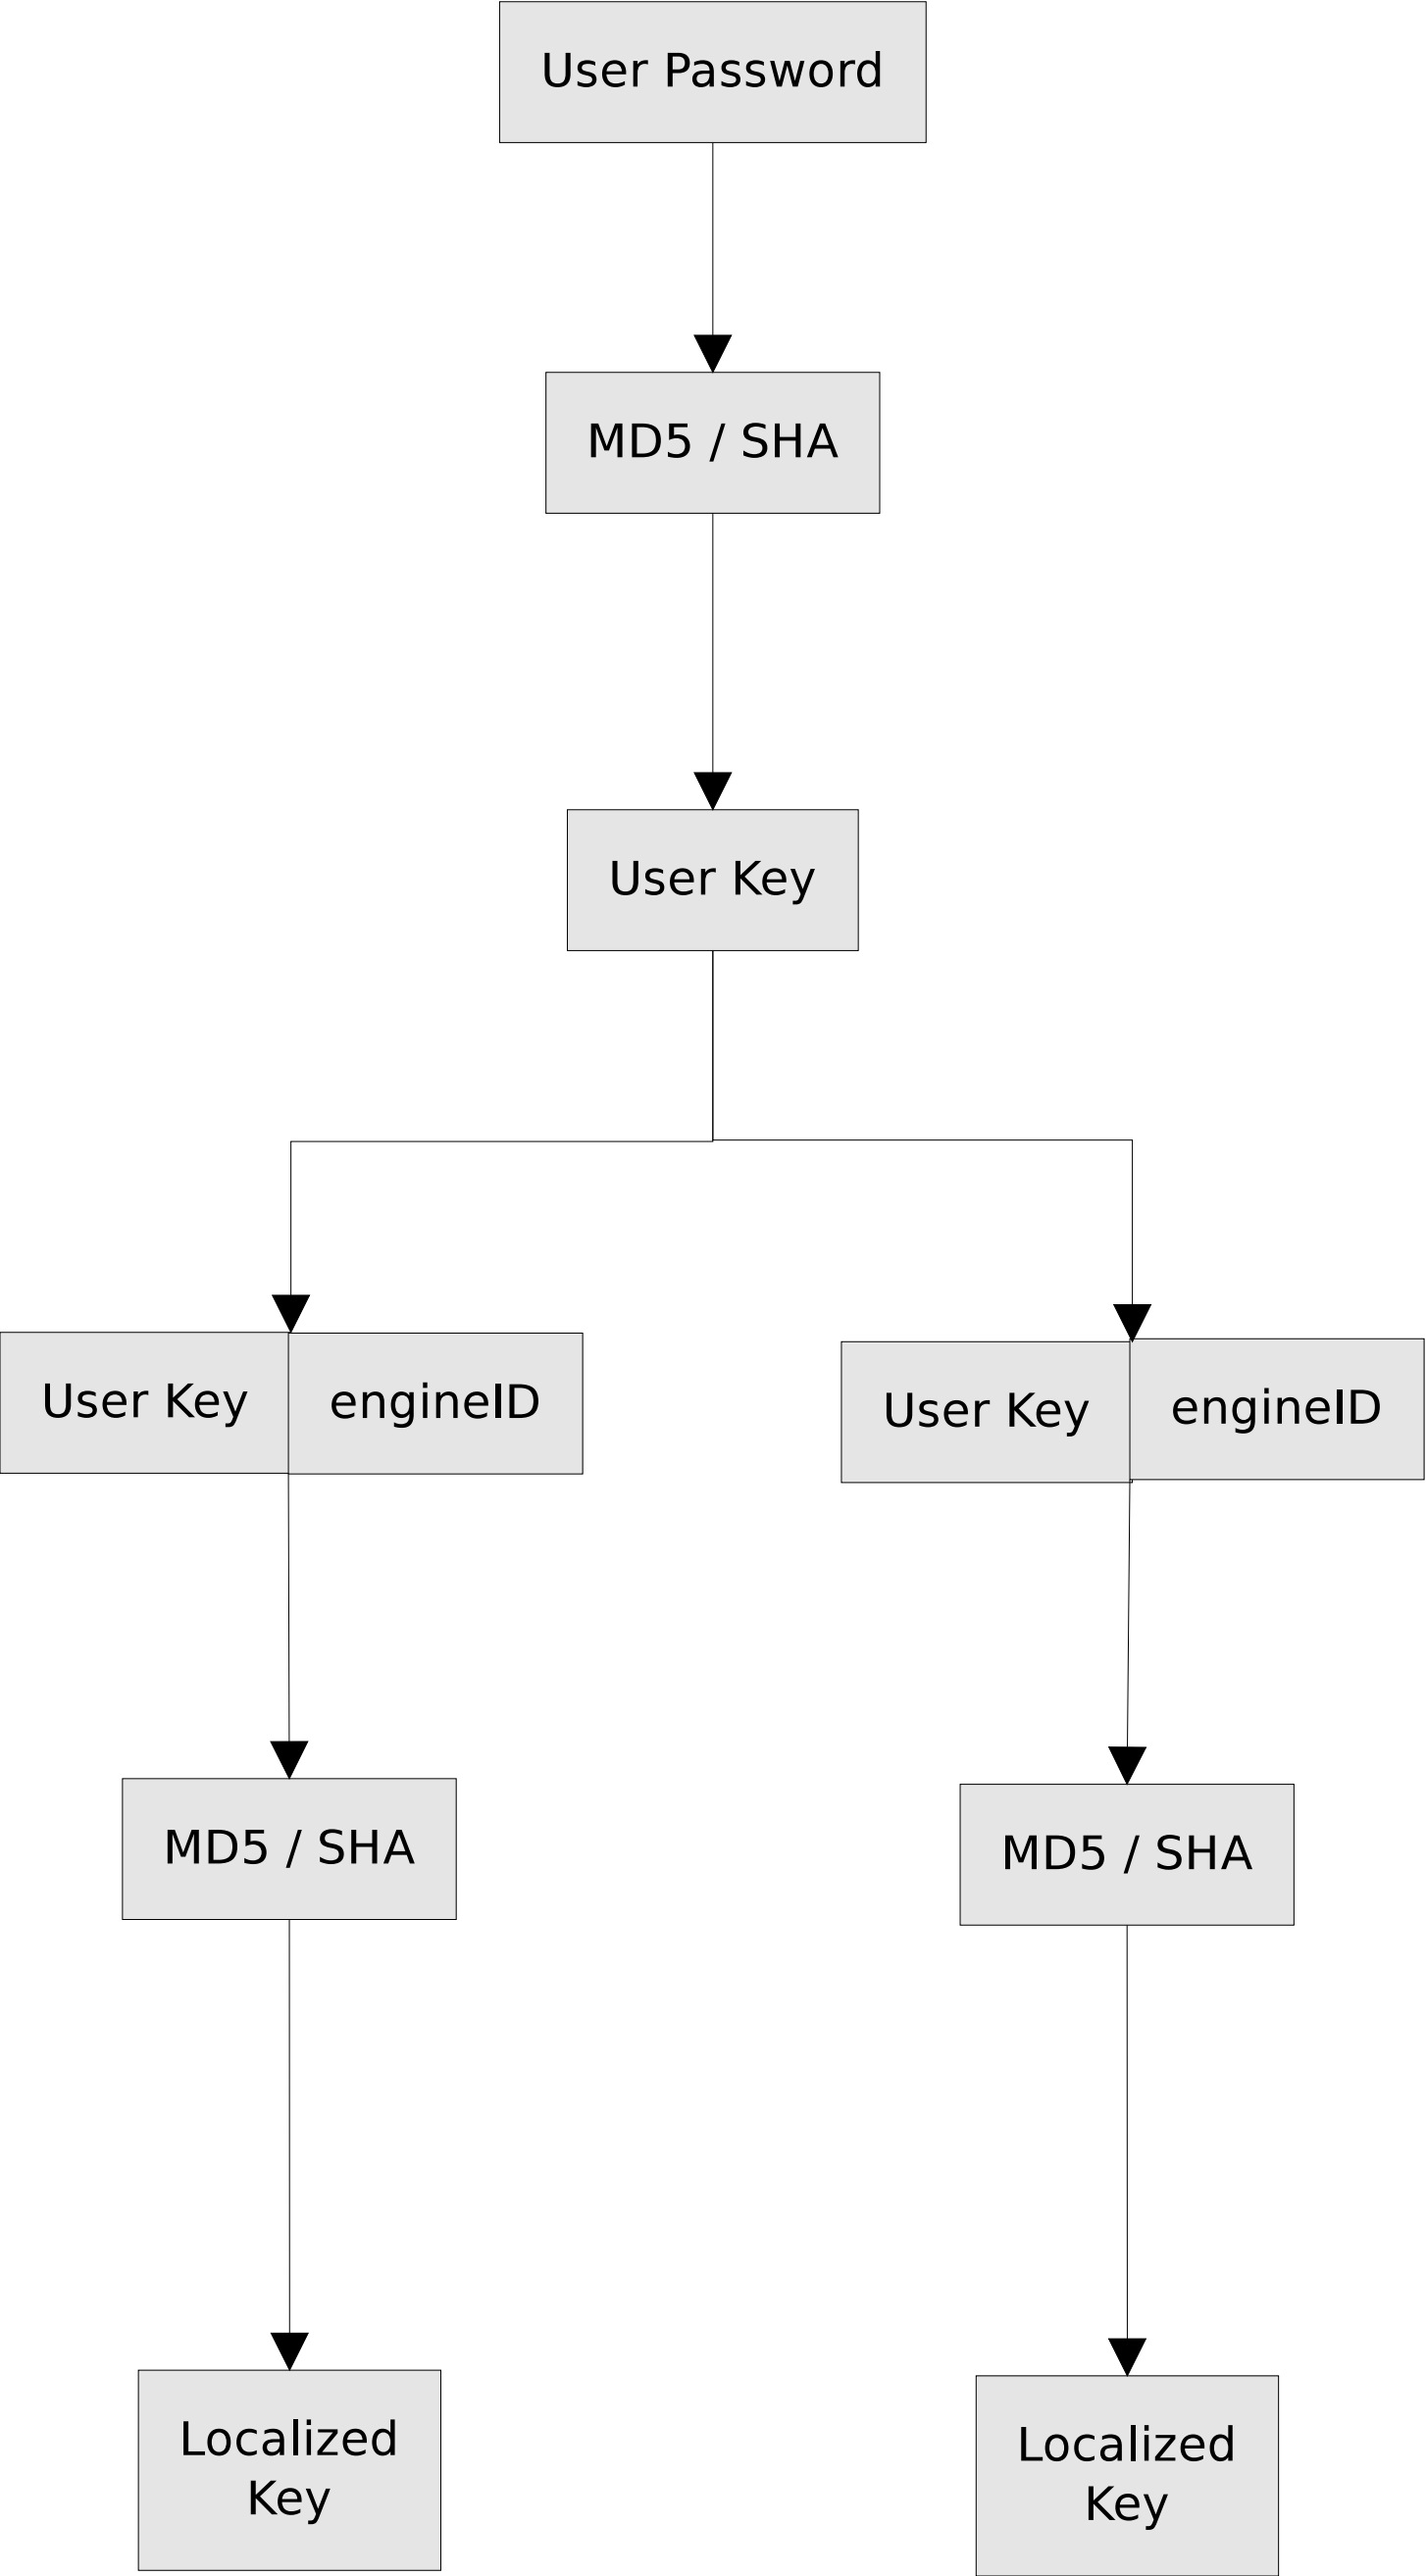 User Password
MD5 / SHA
User Key
User Key engineID
User Key engineID
MD5 / SHA
MD5 / SHA
Localized
Key
Localized
Key